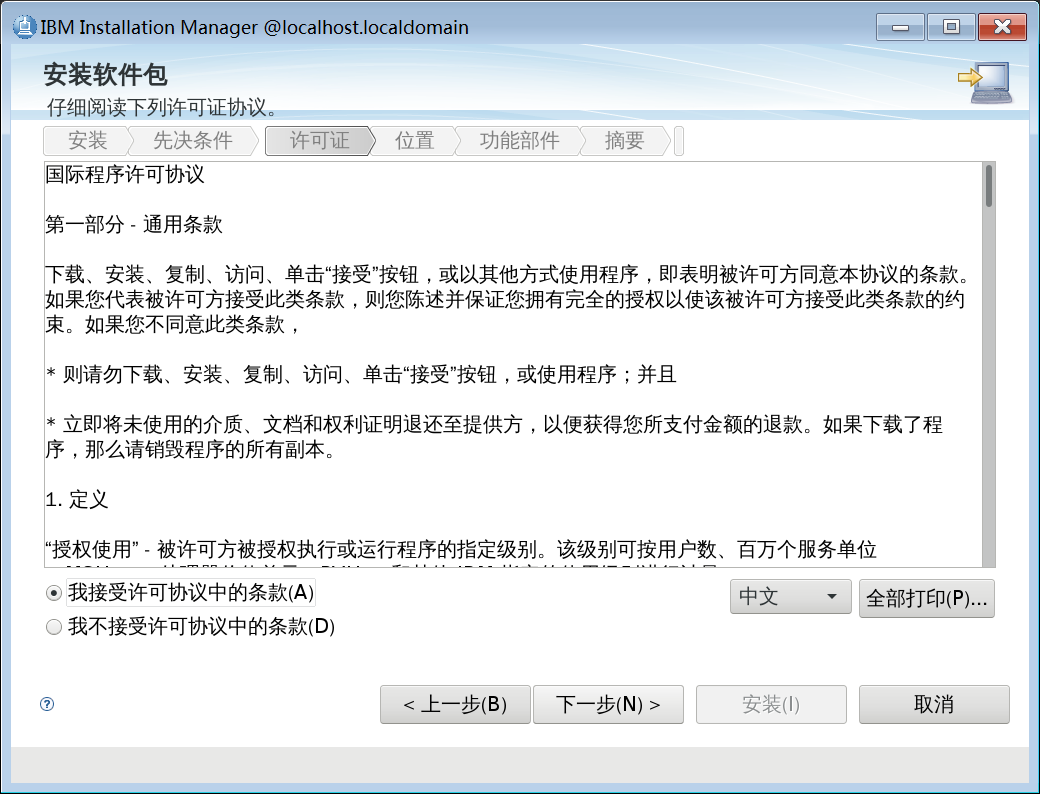 IBM Installation Manager @localhost.localdomain
安装软件包
仔细阅读下列许可证协议。
安装 先决条件 许可证 位置 功能部件 摘要
国际程序许可协议
第一部分 - 通用条款
下载、安装、复制、访问、单击“接受”按钮，或以其他方式使用程序，即表明被许可方同意本协议的条款。
如果您代表被许可方接受此类条款，则您陈述并保证您拥有完全的授权以使该被许可方接受此类条款的约
束。如果您不同意此类条款，
* 则请勿下载、安装、复制、访问、单击“接受”按钮，或使用程序；并且
* 立即将未使用的介质、文档和权利证明退还至提供方，以便获得您所支付金额的退款。如果下载了程
序，那么请销毁程序的所有副本。
1. 定义
“授权使用” - 被许可方被授权执行或运行程序的指定级别。该级别可按用户数、百万个服务单位
我接受许可协议中的条款(A)
中文
全部打印(P)...
我不接受许可协议中的条款(D)
< 上一步(B)
下一步(N) >
安装(I)
取消